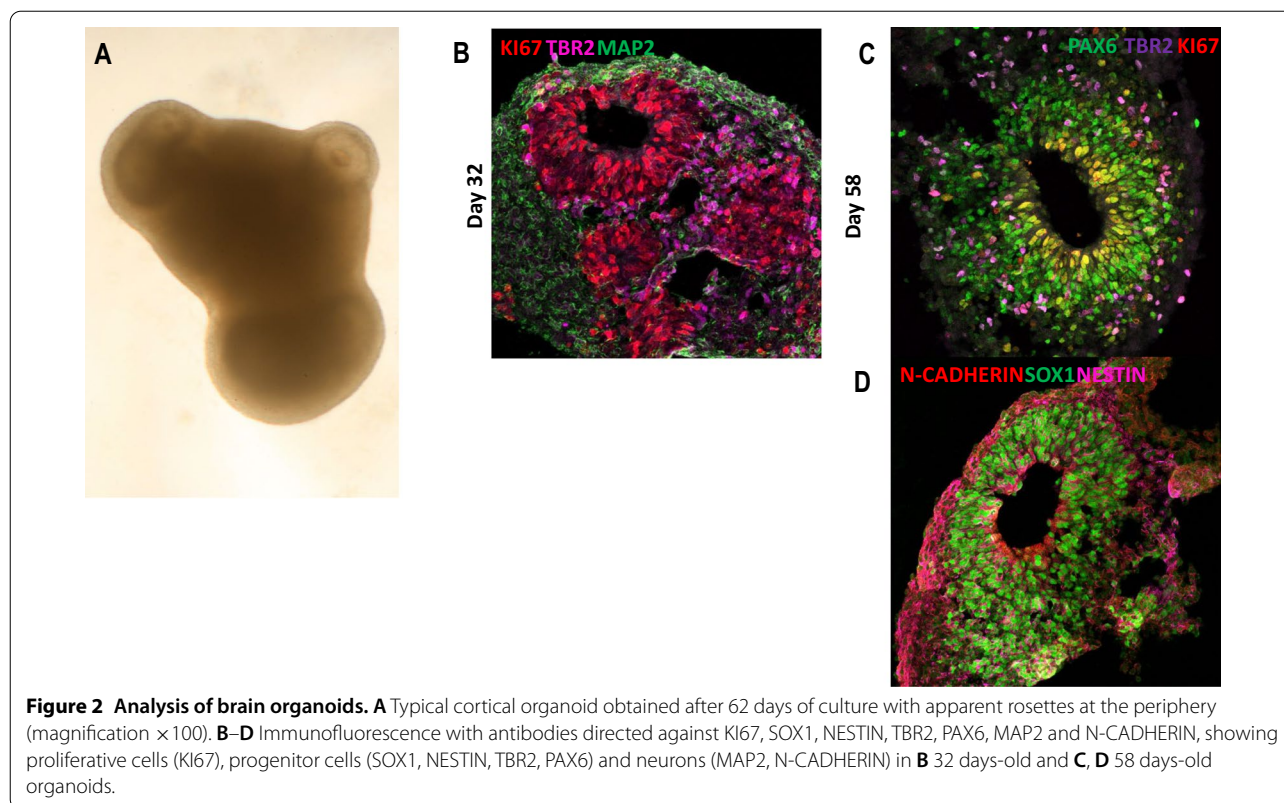 A
B
KI67 TBR2 MAP2
Day 32
C
PAX6 TBR2 KI67
Day 58
D
N-CADHERIN SOX1 NESTIN
Figure 2 Analysis of brain organoids. A Typical cortical organoid obtained after 62 days of culture with apparent rosettes at the periphery
(magnification ×100). B–D Immunofluorescence with antibodies directed against KI67, SOX1, NESTIN, TBR2, PAX6, MAP2 and N-CADHERIN, showing
proliferative cells (KI67), progenitor cells (SOX1, NESTIN, TBR2, PAX6) and neurons (MAP2, N-CADHERIN) in B 32 days-old and C, D 58 days-old
organoids.